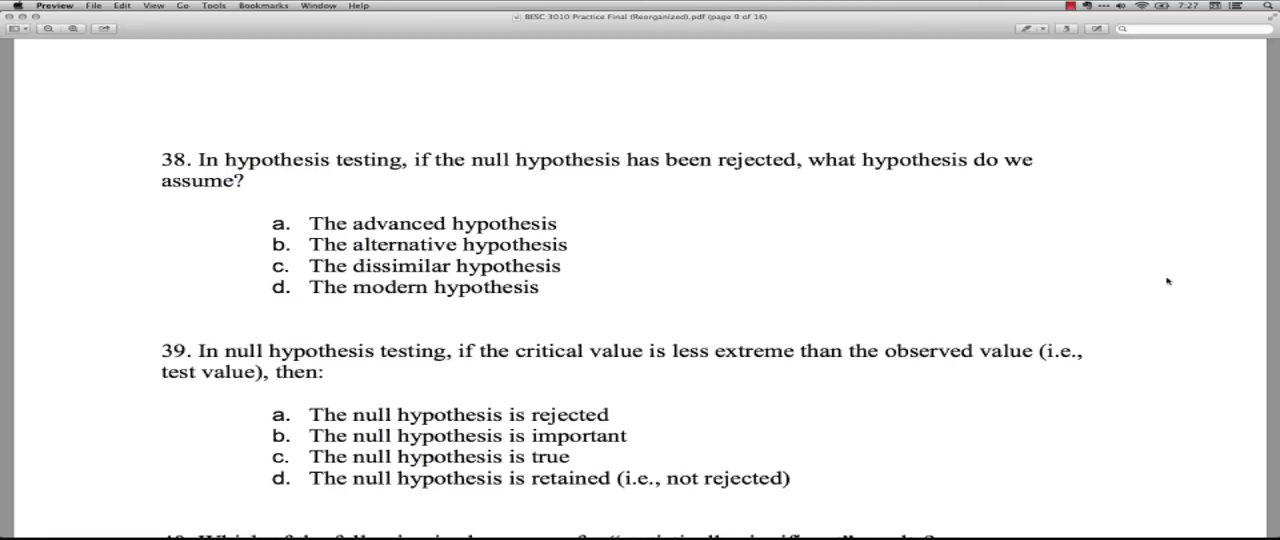 Preview File Edit View Go Tools Bookmarks Window Help 7:27
BESC 3010 Practice Final (Reorganized).pdf (page 9 of 16)
38. In hypothesis testing, if the null hypothesis has been rejected, what hypothesis do we
assume?
a. The advanced hypothesis
b. The alternative hypothesis
c. The dissimilar hypothesis
d. The modern hypothesis
39. In null hypothesis testing, if the critical value is less extreme than the observed value (i.e.,
test value), then:
a. The null hypothesis is rejected
b. The null hypothesis is important
c. The null hypothesis is true
d. The null hypothesis is retained (i.e., not rejected)